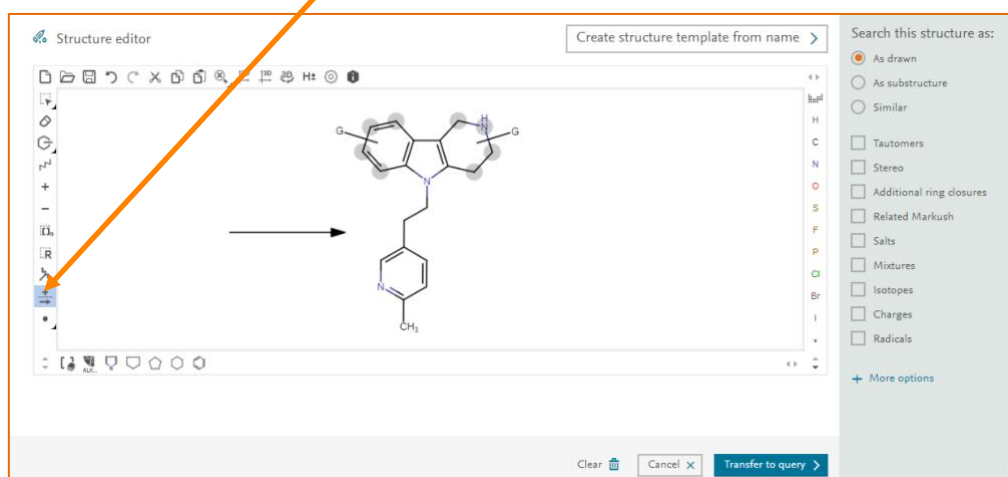 Structure editor
Create structure template from name
Search this structure as:
As drawn
As substructure
Similar
Tautomers
Stereo
Additional ring closures
Related Markush
Salts
Mixtures
Isotopes
Charges
Radicals
+ More options
H±
H
C
N
O
S
F
P
Cl
Br
I
R
G
H
N
G
N
N
CH₃
Clear
Cancel
Transfer to query